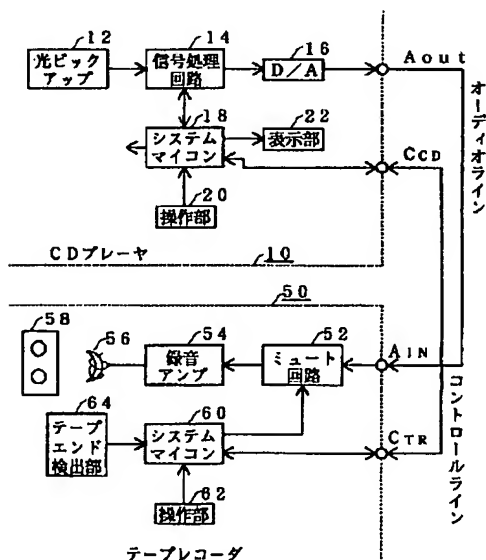 12
光ピック
アップ
14
信号処理
回路
16
D/A
Aout
オーディオライン
18
システム
マイコン
22
表示部
CCD
20
操作部
CDプレーヤ
10
50
58
56
54
録音
アンプ
52
ミュート
回路
AIN
コントロールライン
64
テープ
エンド
検出部
60
システム
マイコン
CTR
62
操作部
テープレコーダ